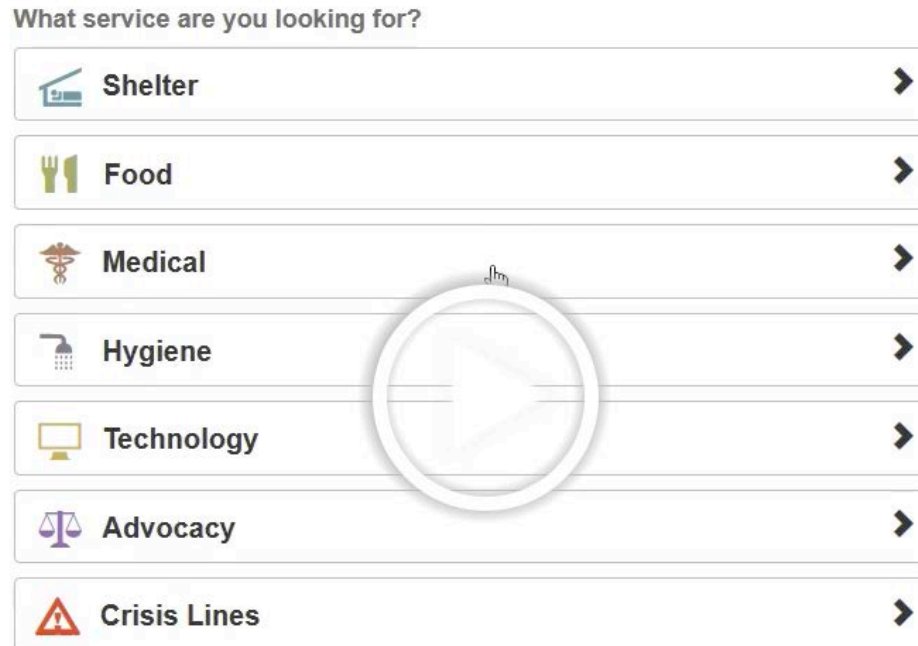 What service are you looking for?
Shelter
Food
Medical
Hygiene
Technology
Advocacy
Crisis Lines